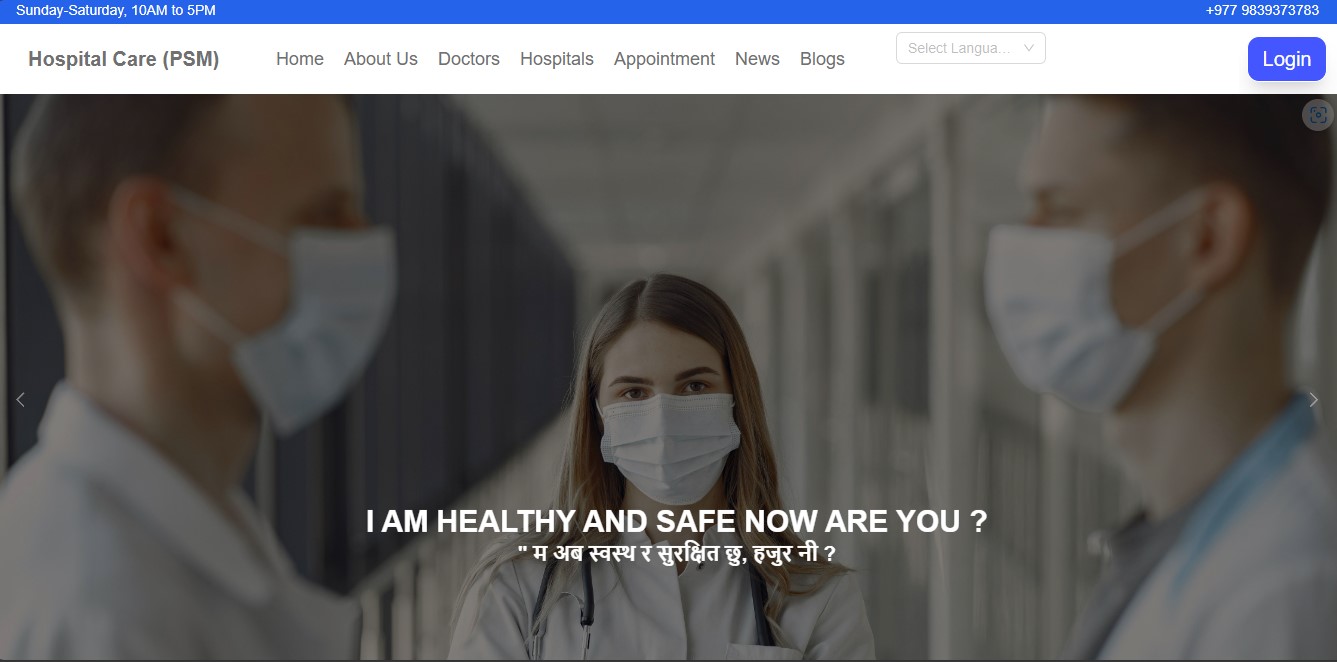 Sunday-Saturday, 10AM to 5PM
+977 9839373783
Hospital Care (PSM)
Home
About Us
Doctors
Hospitals
Appointment
News
Blogs
Select Langua...
Login
I AM HEALTHY AND SAFE NOW ARE YOU ?
" म अब स्वस्थ र सुरक्षित छु, हजुर नी ?